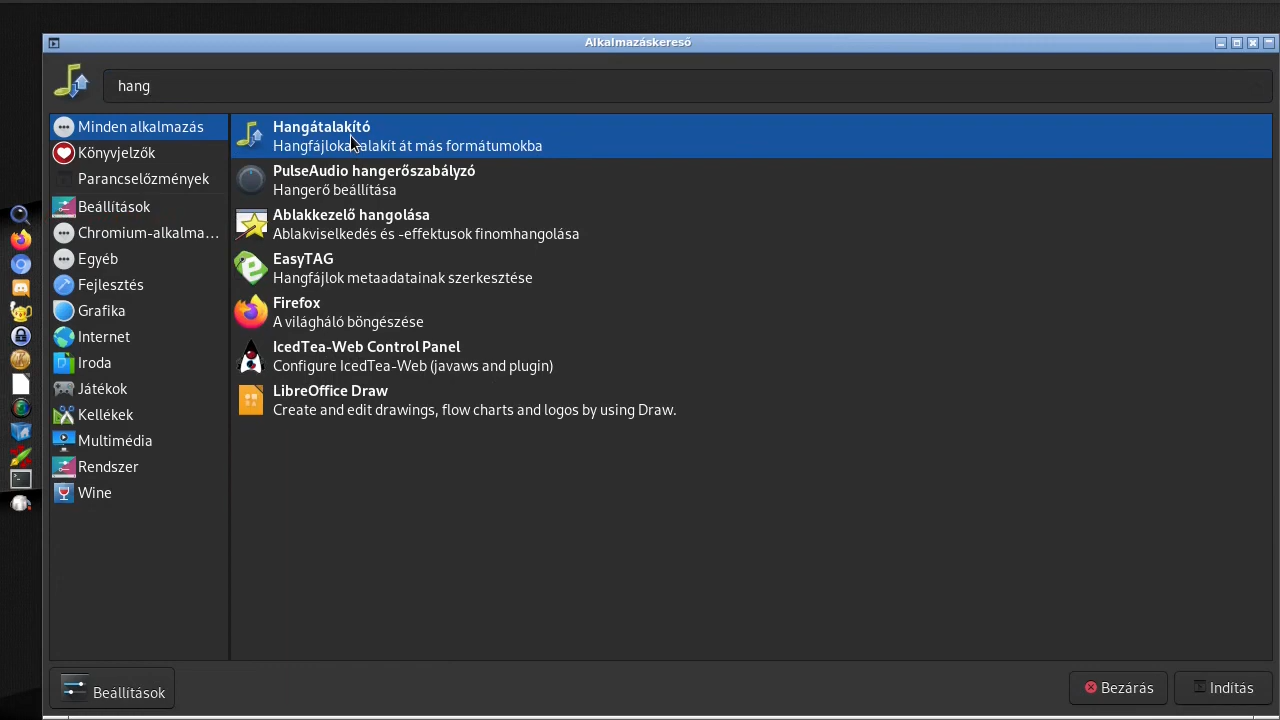 Alkalmazáskereső
hang
Minden alkalmazás
Könyvjelzők
Parancselőzmények
Beállítások
Chromium-alkalma...
Egyéb
Fejlesztés
Grafika
Internet
Iroda
Játékok
Kellékek
Multimédia
Rendszer
Wine
Hangátalakító
Hangfájloka alakít át más formátumokba
PulseAudio hangerőszabályzó
Hangerő beállítása
Ablakkezelő hangolása
Ablakviselkedés és -effektusok finomhangolása
EasyTAG
Hangfájlok metaadatainak szerkesztése
Firefox
A világháló böngészése
IcedTea-Web Control Panel
Configure IcedTea-Web (javaws and plugin)
LibreOffice Draw
Create and edit drawings, flow charts and logos by using Draw.
Beállítások
Bezárás
Indítás